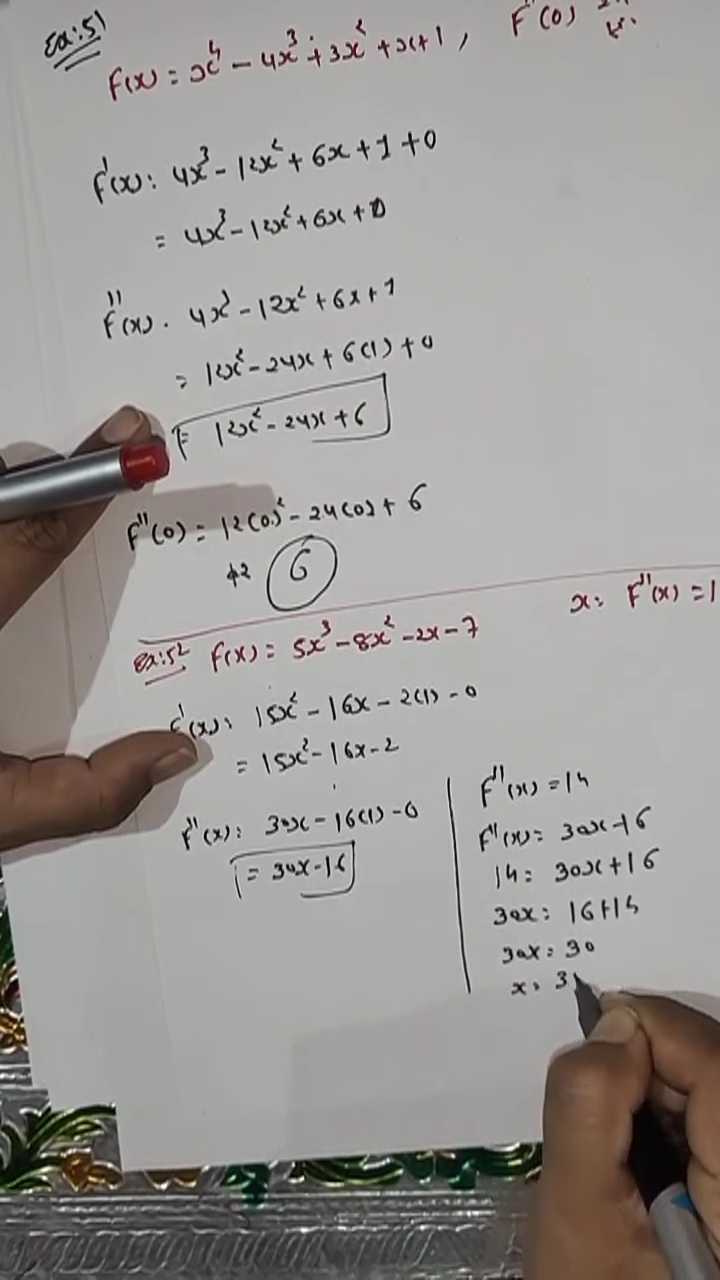 Ex:51
F(x) = x⁴ - 4x³ + 3x² + x + 1, F''(0)
f'(x): 4x³ - 12x² + 6x + 1 + 0
= 4x³ - 12x² + 6x + 0
f''(x). 4x³ - 12x² + 6x + 1
= 12x² - 24x + 6(1) + 0
= 12x² - 24x + 6
F''(0) = 12(0)² - 24(0) + 6
6
Ex:52 F(x) = 5x³ - 8x² - 2x - 7 x: F''(x) = 1
F'(x): 15x² - 16x - 2(1) - 0
= 15x² - 16x - 2
F''(x): 30x - 16(1) - 0
= 30x - 16
F''(x) = 14
F''(x) = 30x - 16
14 = 30x + 16
30x = 16 + 14
30x = 30
x = 3